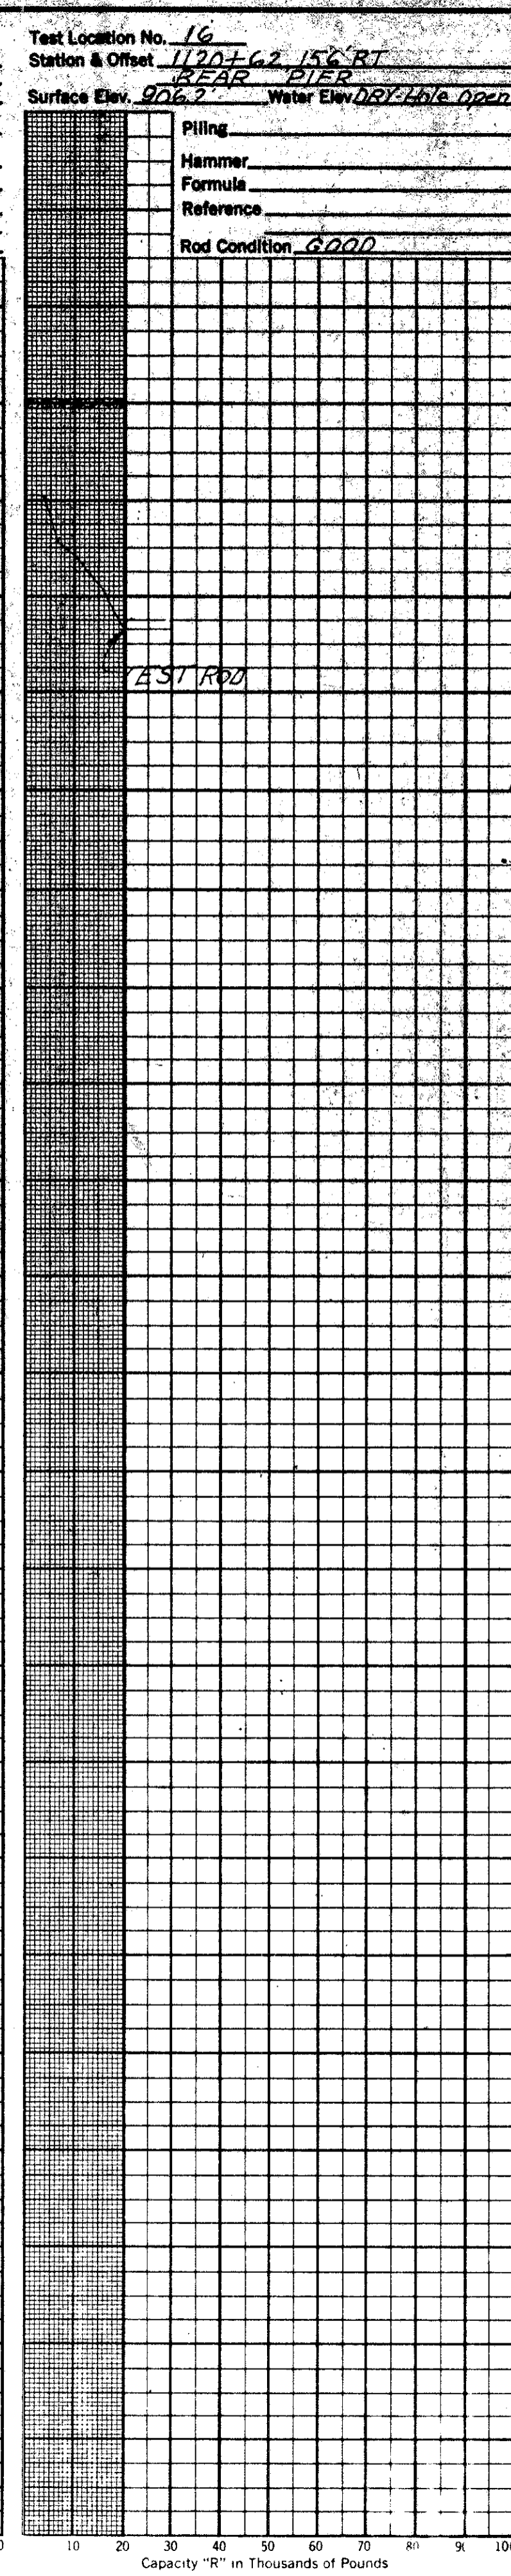 Test Location No. 16
Station & Offset 1120+62 156' RT
REAR PIER
Surface Elev. 906.2 Water Elev DRY-Hole Open
Piling
Hammer
Formula
Reference
Rod Condition GOOD
TEST ROD
10 20 30 40 50 60 70 80 90 100
Capacity "R" in Thousands of Pounds